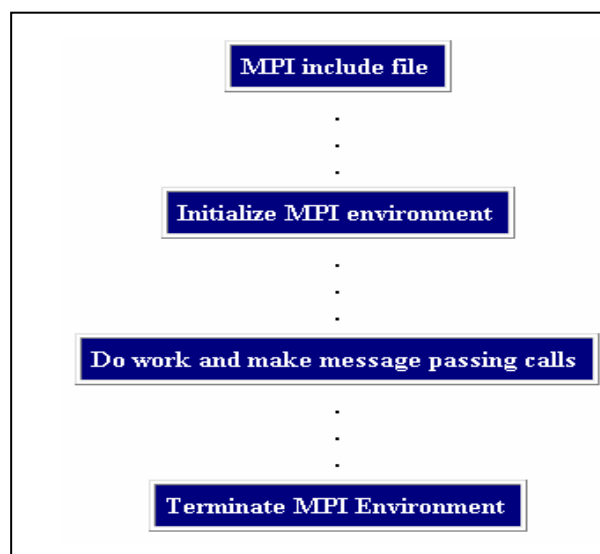 MPI include file
.
.
.
Initialize MPI environment
.
.
.
Do work and make message passing calls
.
.
.
Terminate MPI Environment